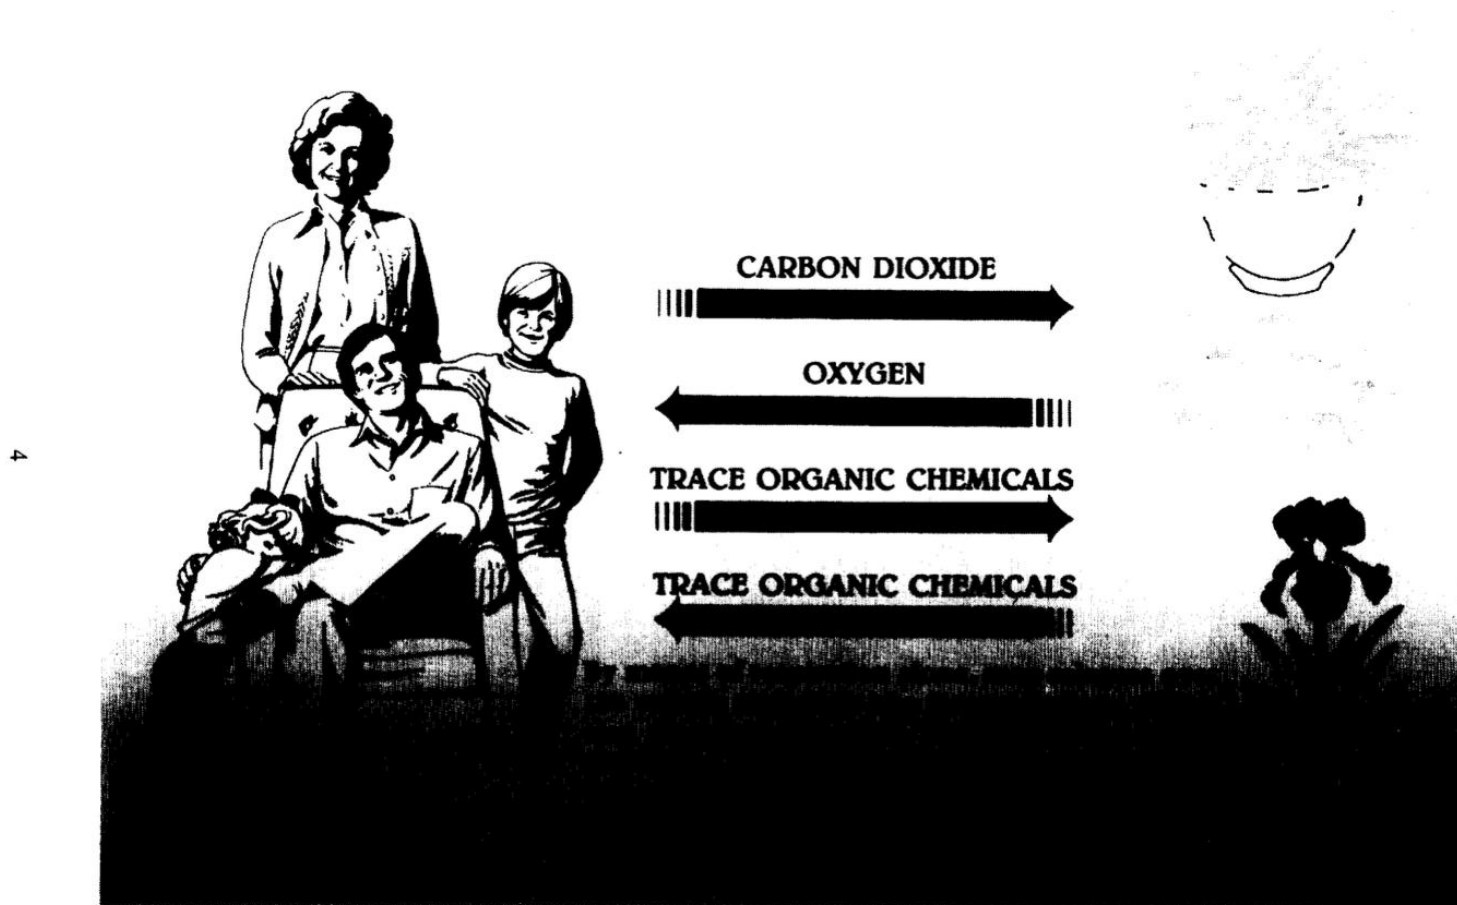 CARBON DIOXIDE
OXYGEN
TRACE ORGANIC CHEMICALS
TRACE ORGANIC CHEMICALS
4